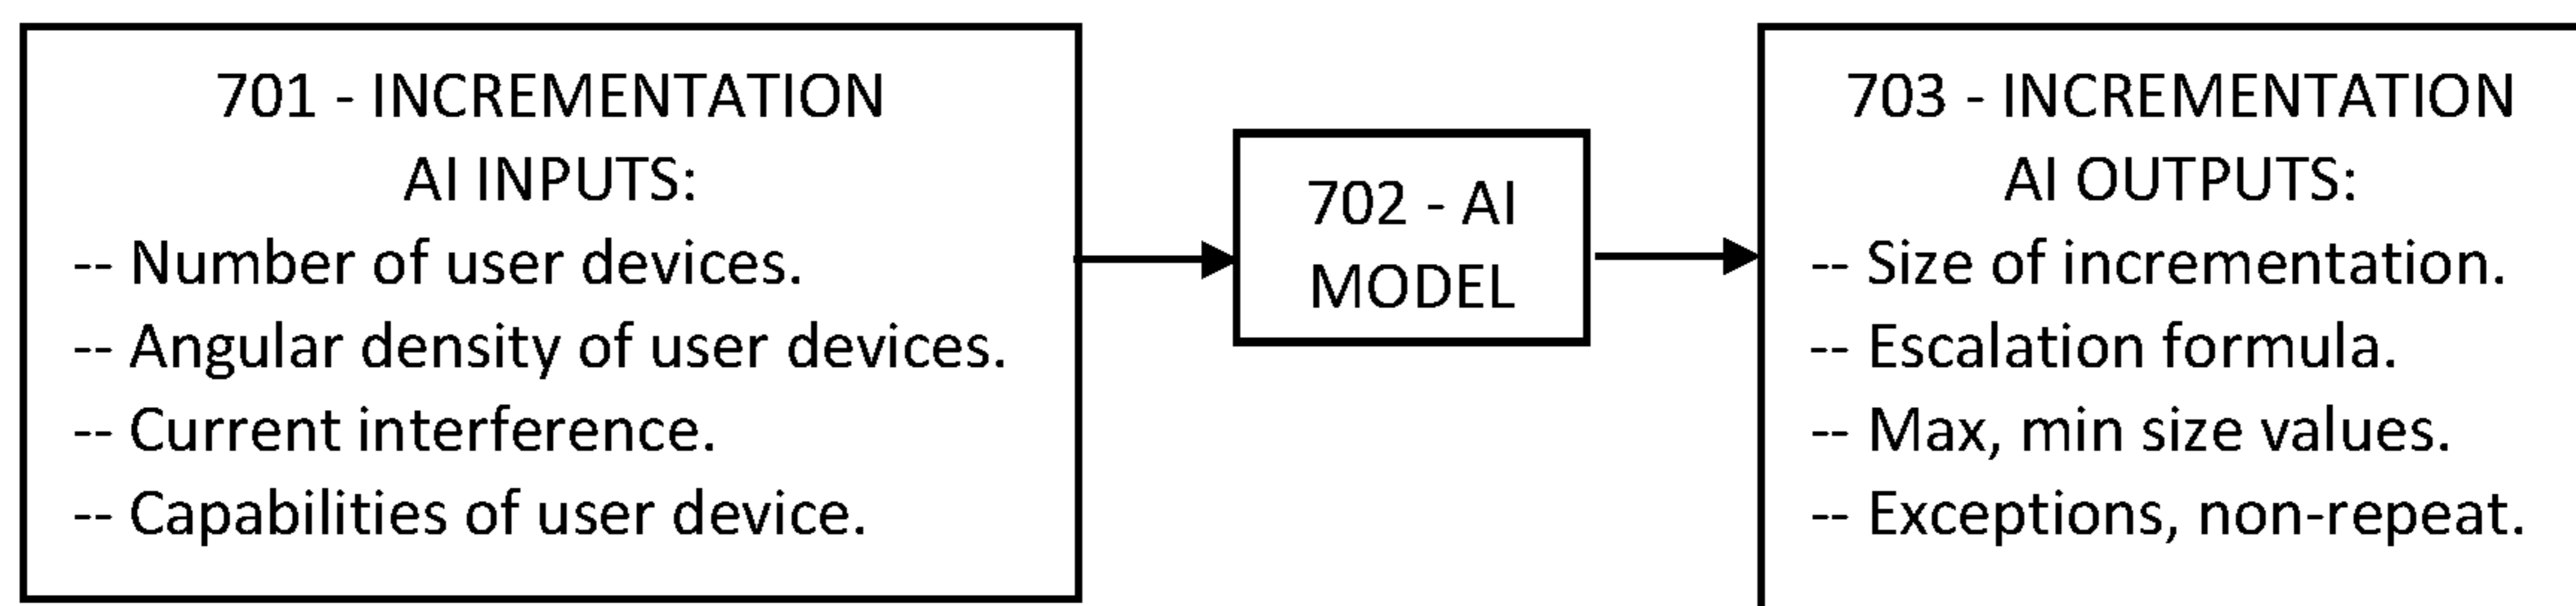 701 - INCREMENTATION
AI INPUTS:
-- Number of user devices.
-- Angular density of user devices.
-- Current interference.
-- Capabilities of user device.
702 - AI
MODEL
703 - INCREMENTATION
AI OUTPUTS:
-- Size of incrementation.
-- Escalation formula.
-- Max, min size values.
-- Exceptions, non-repeat.